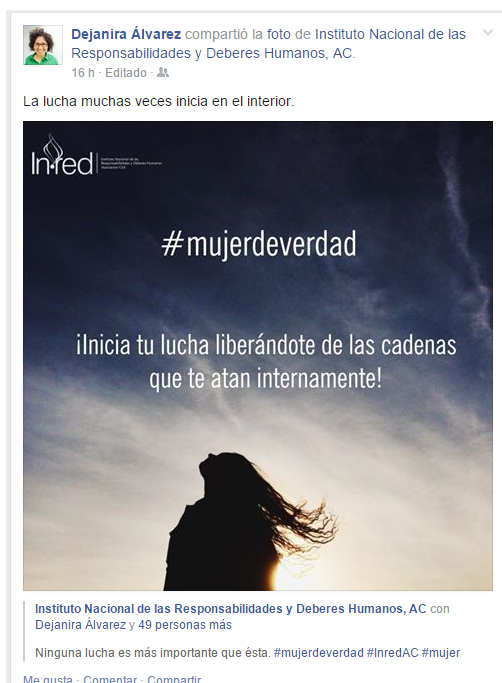 Dejanira Álvarez compartió la foto de Instituto Nacional de las
Responsabilidades y Deberes Humanos, AC.
16 h · Editado ·
La lucha muchas veces inicia en el interior.
In·red
Instituto Nacional de las
Responsabilidades y Deberes Humanos
Asociación Civil
#mujerdeverdad
¡Inicia tu lucha liberándote de las cadenas
que te atan internamente!
Instituto Nacional de las Responsabilidades y Deberes Humanos, AC con
Dejanira Álvarez y 49 personas más
Ninguna lucha es más importante que ésta. #mujerdeverdad #InredAC #mujer
Me gusta · Comentar · Compartir